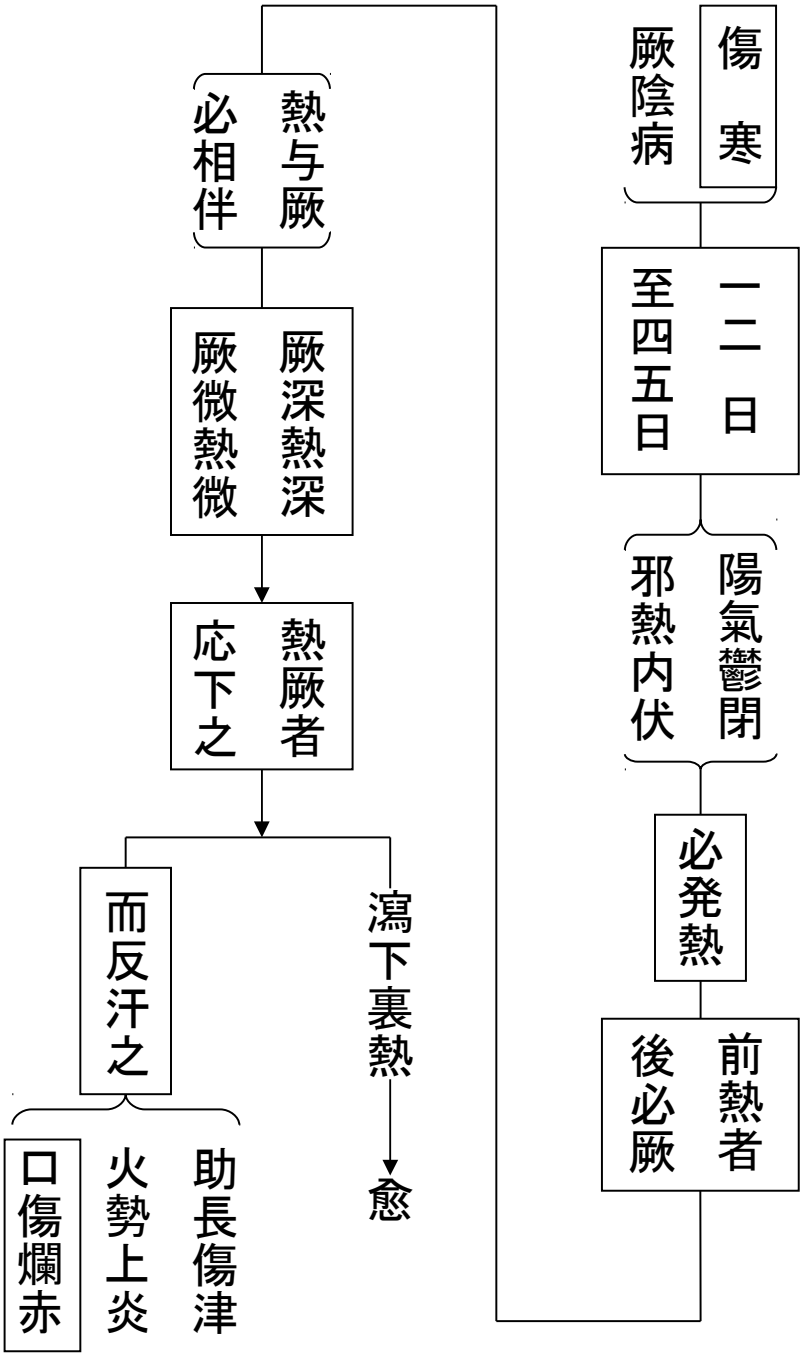 傷寒
厥陰病
一二日
至四五日
陽氣鬱閉
邪熱内伏
必発熱
前熱者
後必厥
熱与厥
必相伴
厥深熱深
厥微熱微
熱厥者
応下之
瀉下裏熱
愈
而反汗之
助長傷津
火勢上炎
口傷爛赤